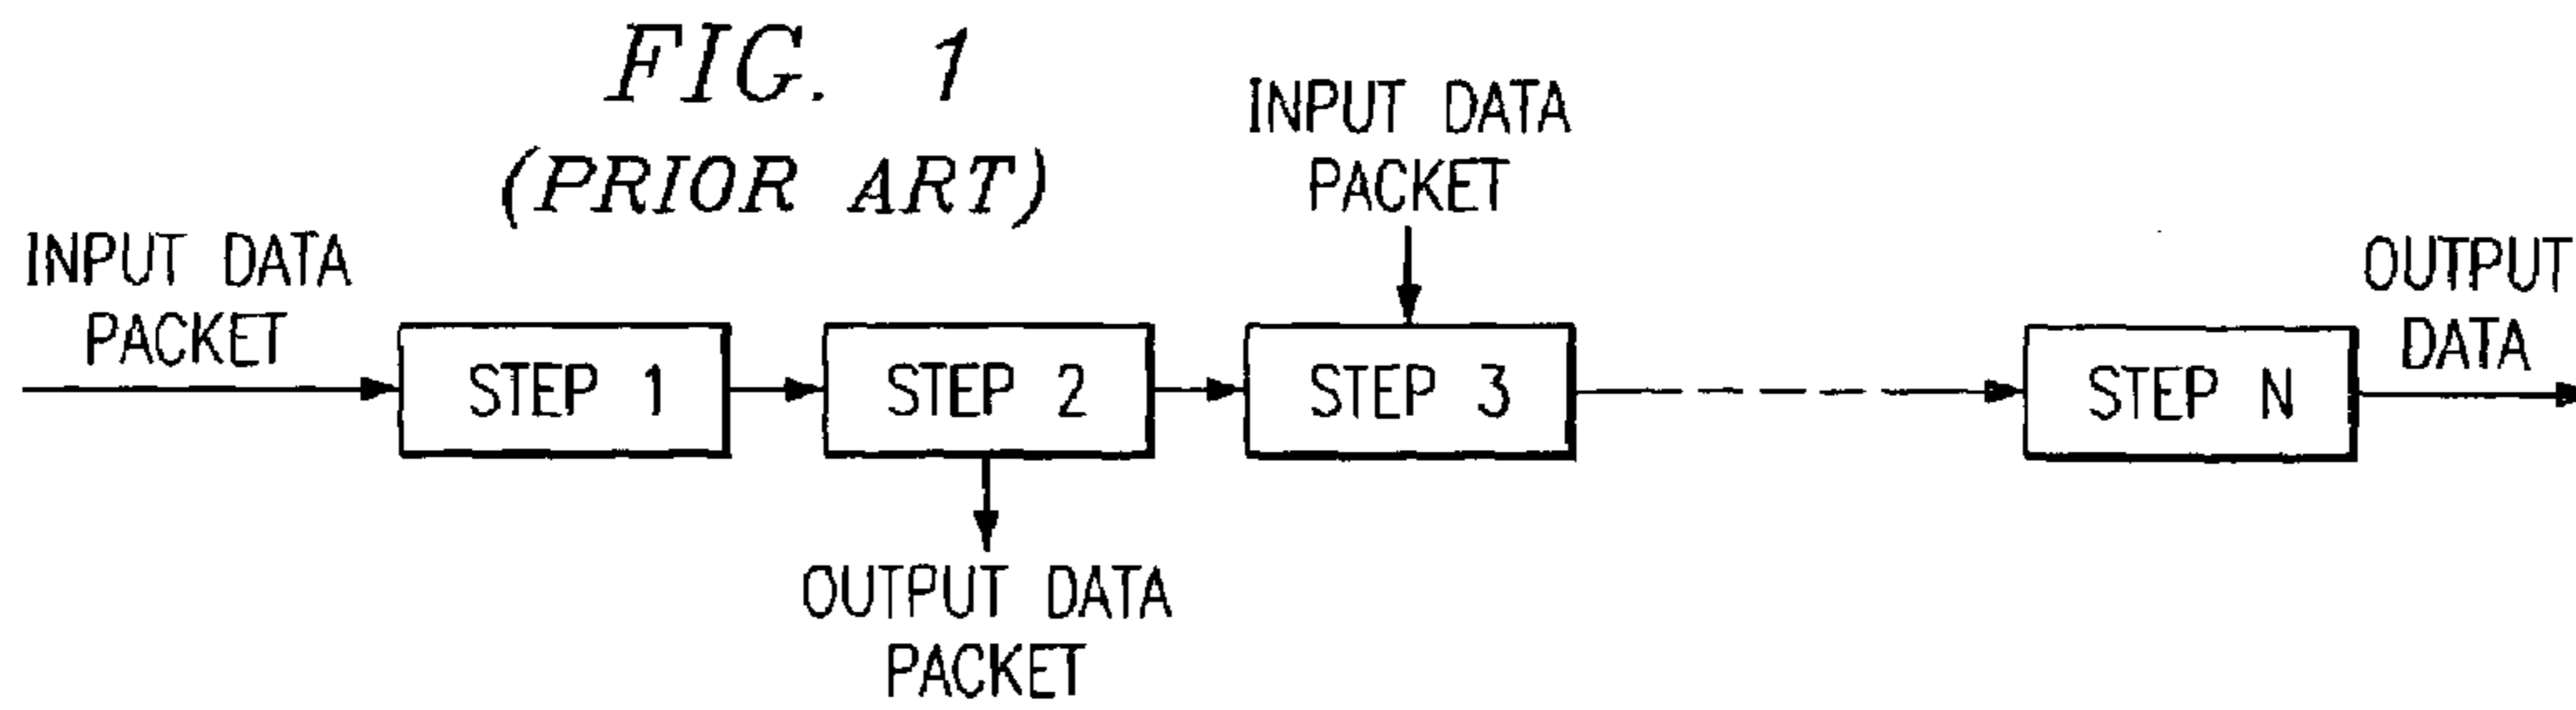 FIG. 1
(PRIOR ART)
INPUT DATA
PACKET
INPUT DATA
PACKET
STEP 1
STEP 2
STEP 3
STEP N
OUTPUT
DATA
OUTPUT DATA
PACKET